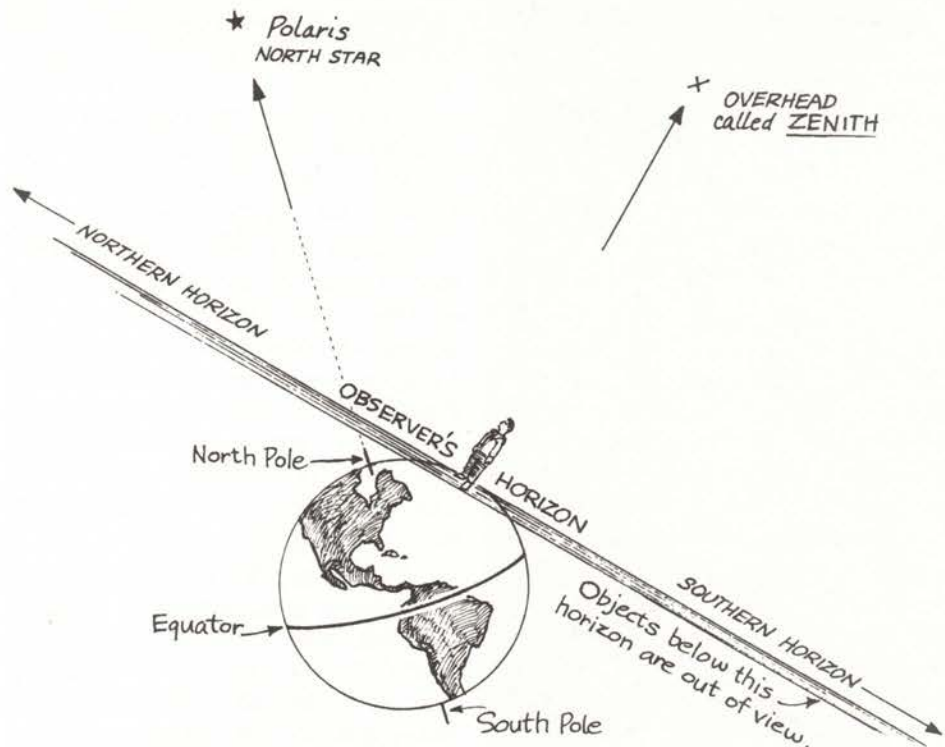 Polaris
NORTH STAR
OVERHEAD
called ZENITH
NORTHERN HORIZON
OBSERVER'S
HORIZON
North Pole
SOUTHERN HORIZON
Objects below this
horizon are out of view.
Equator
South Pole